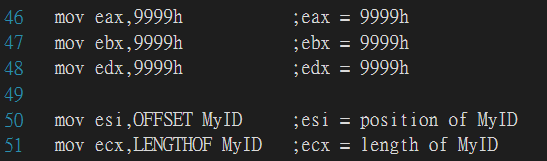 46 mov eax,9999h ;eax = 9999h
47 mov ebx,9999h ;ebx = 9999h
48 mov edx,9999h ;edx = 9999h
49
50 mov esi,OFFSET MyID ;esi = position of MyID
51 mov ecx,LENGTHOF MyID ;ecx = length of MyID